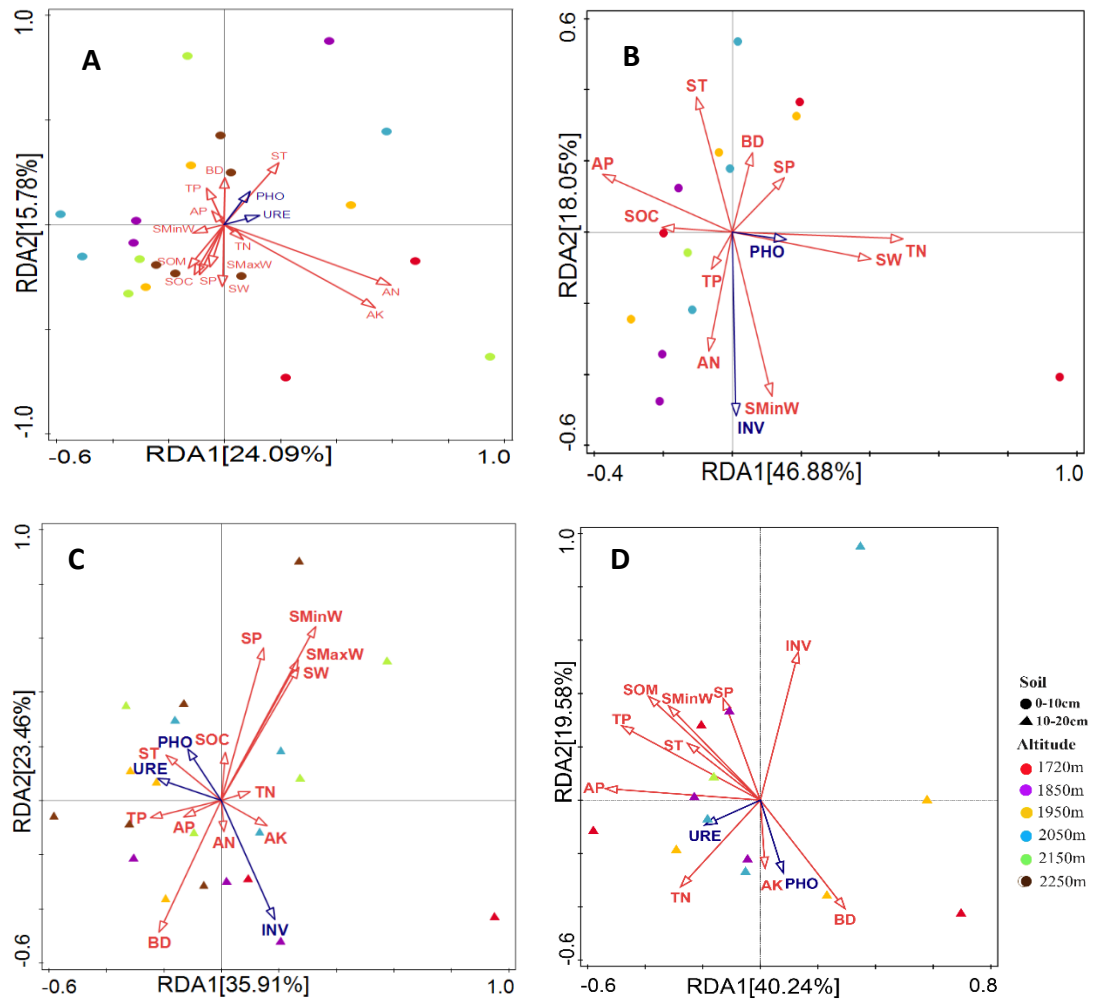 A
1.0
RDA2[15.78%]
-1.0
-0.6
RDA1[24.09%]
1.0
ST
BD
TP
PHO
AP
URE
SMinW
TN
SOM
SMaxW
SOC
SP
SW
AN
AK
B
0.6
RDA2[18.05%]
-0.6
-0.4
RDA1[46.88%]
1.0
ST
BD
AP
SP
SOC
PHO
TN
SW
TP
AN
SMinW
INV
C
1.0
RDA2[23.46%]
-0.6
-0.6
RDA1[35.91%]
1.0
SMinW
SP
SMaxW
SW
PHO
SOC
ST
URE
TN
TP
AP
AN
AK
INV
BD
D
1.0
RDA2[19.58%]
-0.6
-0.6
RDA1[40.24%]
0.8
INV
SOM
SMinW
SP
TP
ST
AP
URE
AK
PHO
TN
BD
Soil
0-10cm
10-20cm
Altitude
1720m
1850m
1950m
2050m
2150m
2250m